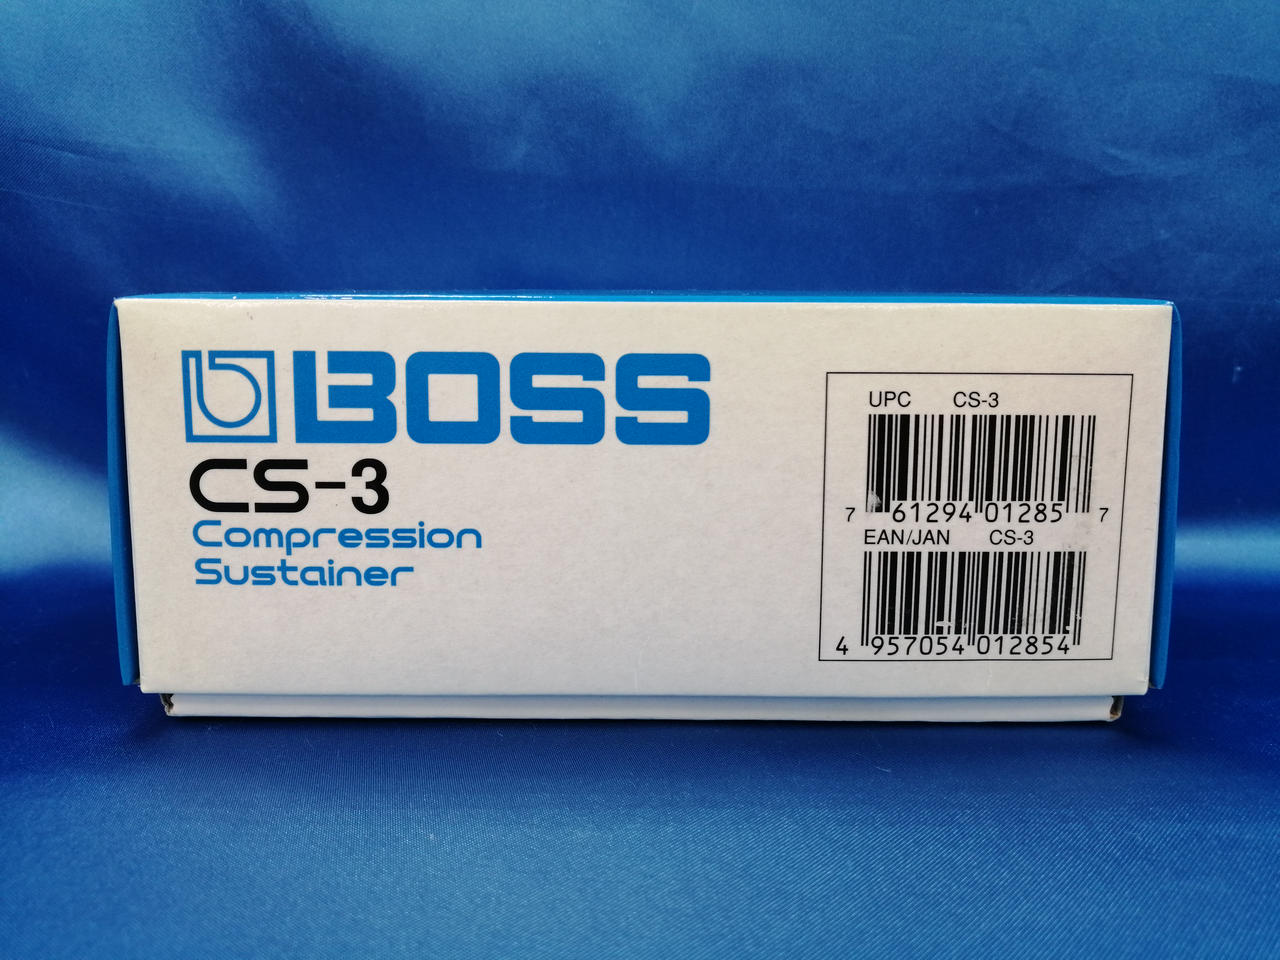 BOSS
CS-3
Compression
Sustainer
UPC CS-3
7 61294 01285 7
EAN/JAN CS-3
4 957054 012854